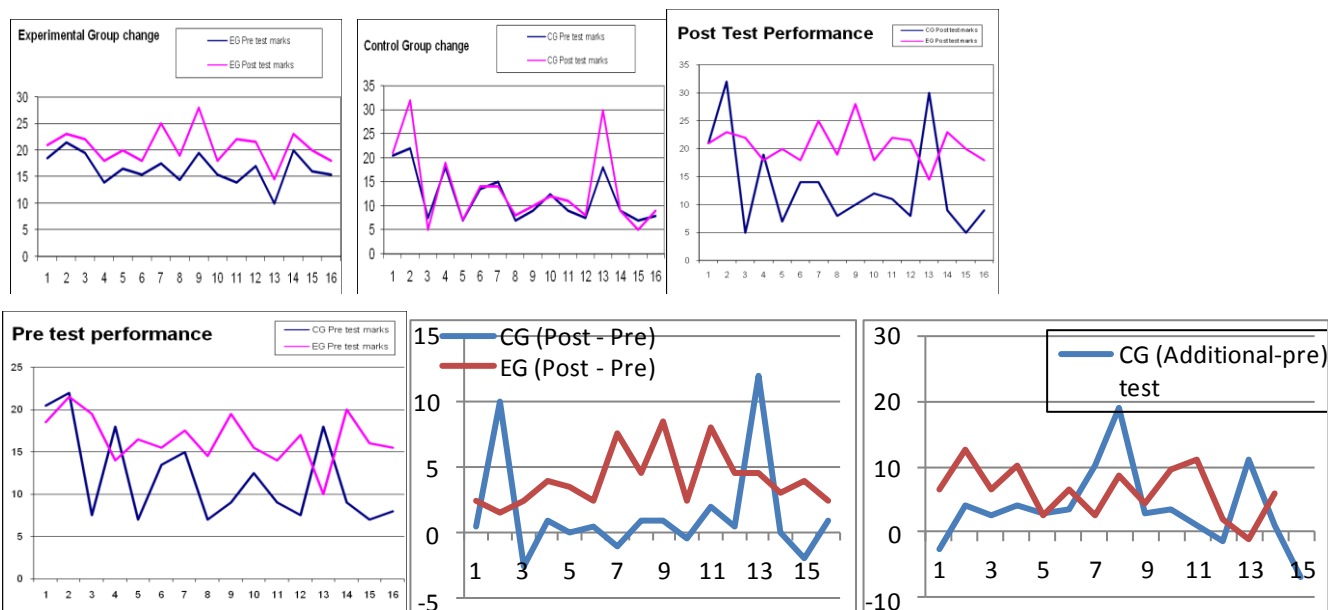 Experimental Group change
EG Pre test marks
EG Post test marks
30
25
20
15
10
5
0
1 2 3 4 5 6 7 8 9 10 11 12 13 14 15 16
Control Group change
CG Pre test marks
CG Post test marks
35
30
25
20
15
10
5
0
1 2 3 4 5 6 7 8 9 10 11 12 13 14 15 16
Post Test Performance
CG Post test marks
EG Post test marks
35
30
25
20
15
10
5
0
1 2 3 4 5 6 7 8 9 10 11 12 13 14 15 16
Pre test performance
CG Pre test marks
EG Pre test marks
25
20
15
10
5
0
1 2 3 4 5 6 7 8 9 10 11 12 13 14 15 16
CG (Post - Pre)
EG (Post - Pre)
15
10
5
0
-5
1 3 5 7 9 11 13 15
CG (Additional-pre)
test
30
20
10
0
-10
1 3 5 7 9 11 13 15